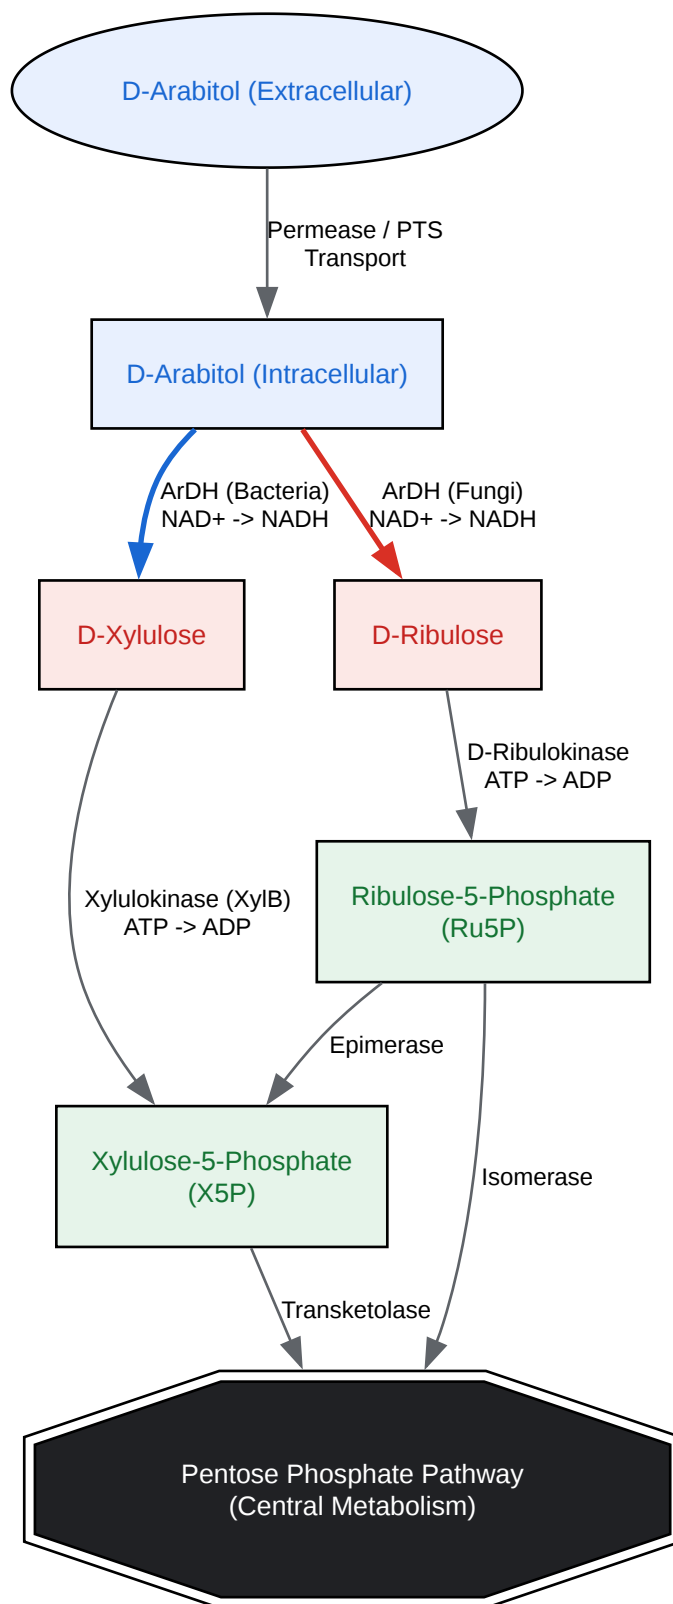 D-Arabitol (Extracellular)
Permease / PTS
Transport
D-Arabitol (Intracellular)
ArDH (Bacteria)
NAD+ -> NADH
ArDH (Fungi)
NAD+ -> NADH
D-Xylulose
D-Ribulose
D-Ribulokinase
ATP -> ADP
Xylulokinase (XylB)
ATP -> ADP
Ribulose-5-Phosphate
(Ru5P)
Epimerase
Xylulose-5-Phosphate
(X5P)
Isomerase
Transketolase
Pentose Phosphate Pathway
(Central Metabolism)